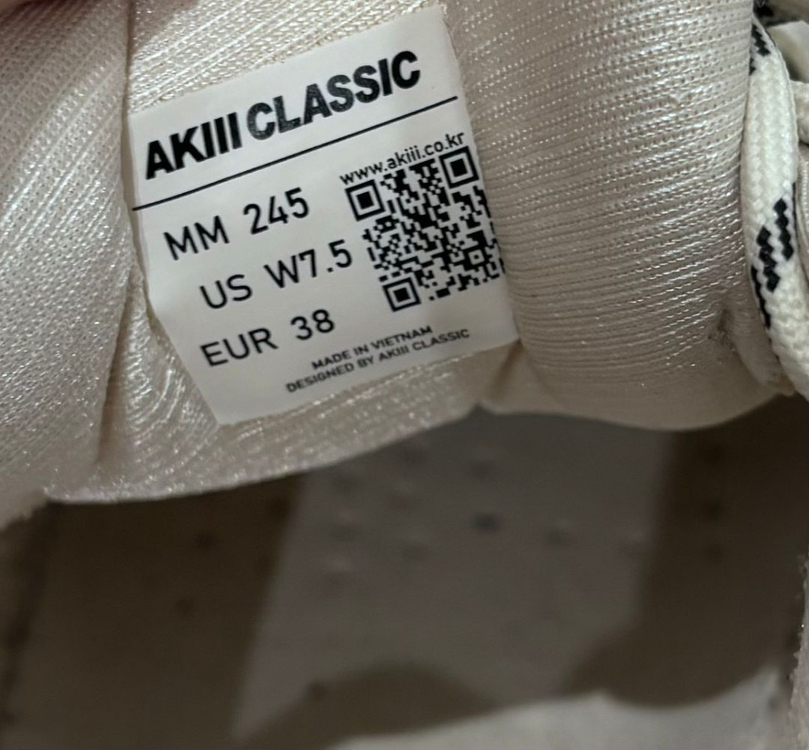 AKIII CLASSIC
www.akiii.co.kr
MM 245
US W7.5
EUR 38
MADE IN VIETNAM
DESIGNED BY AKIII CLASSIC